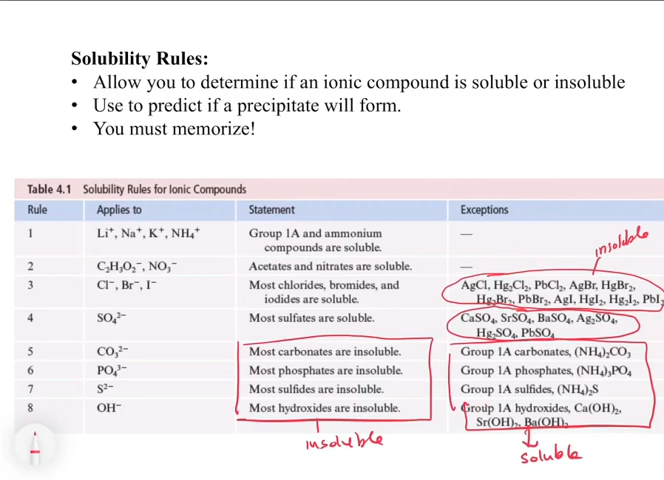 Solubility Rules:
• Allow you to determine if an ionic compound is soluble or insoluble
• Use to predict if a precipitate will form.
• You must memorize!
Table 4.1 Solubility Rules for Ionic Compounds
Rule Applies to Statement Exceptions
insoluble
1 Li⁺, Na⁺, K⁺, NH₄⁺ Group 1A and ammonium —
compounds are soluble.
2 C₂H₃O₂⁻, NO₃⁻ Acetates and nitrates are soluble. —
3 Cl⁻, Br⁻, I⁻ Most chlorides, bromides, and AgCl, Hg₂Cl₂, PbCl₂, AgBr, HgBr₂,
iodides are soluble. Hg₂Br₂, PbBr₂, AgI, HgI₂, Hg₂I₂, PbI₂
4 SO₄²⁻ Most sulfates are soluble. CaSO₄, SrSO₄, BaSO₄, Ag₂SO₄,
Hg₂SO₄, PbSO₄
5 CO₃²⁻ Most carbonates are insoluble. Group 1A carbonates, (NH₄)₂CO₃
6 PO₄³⁻ Most phosphates are insoluble. Group 1A phosphates, (NH₄)₃PO₄
7 S²⁻ Most sulfides are insoluble. Group 1A sulfides, (NH₄)₂S
8 OH⁻ Most hydroxides are insoluble. Group 1A hydroxides, Ca(OH)₂,
Sr(OH)₂, Ba(OH)₂
insoluble
soluble